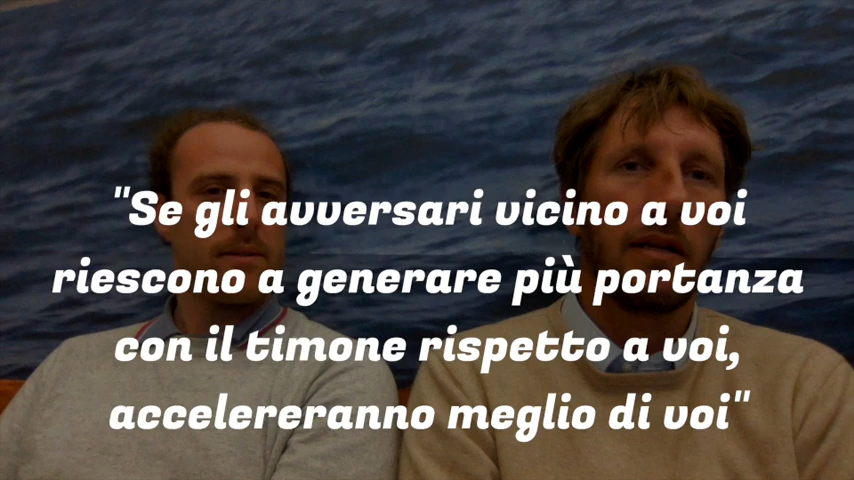 "Se gli avversari vicino a voi
riescono a generare più portanza
con il timone rispetto a voi,
accelereranno meglio di voi"